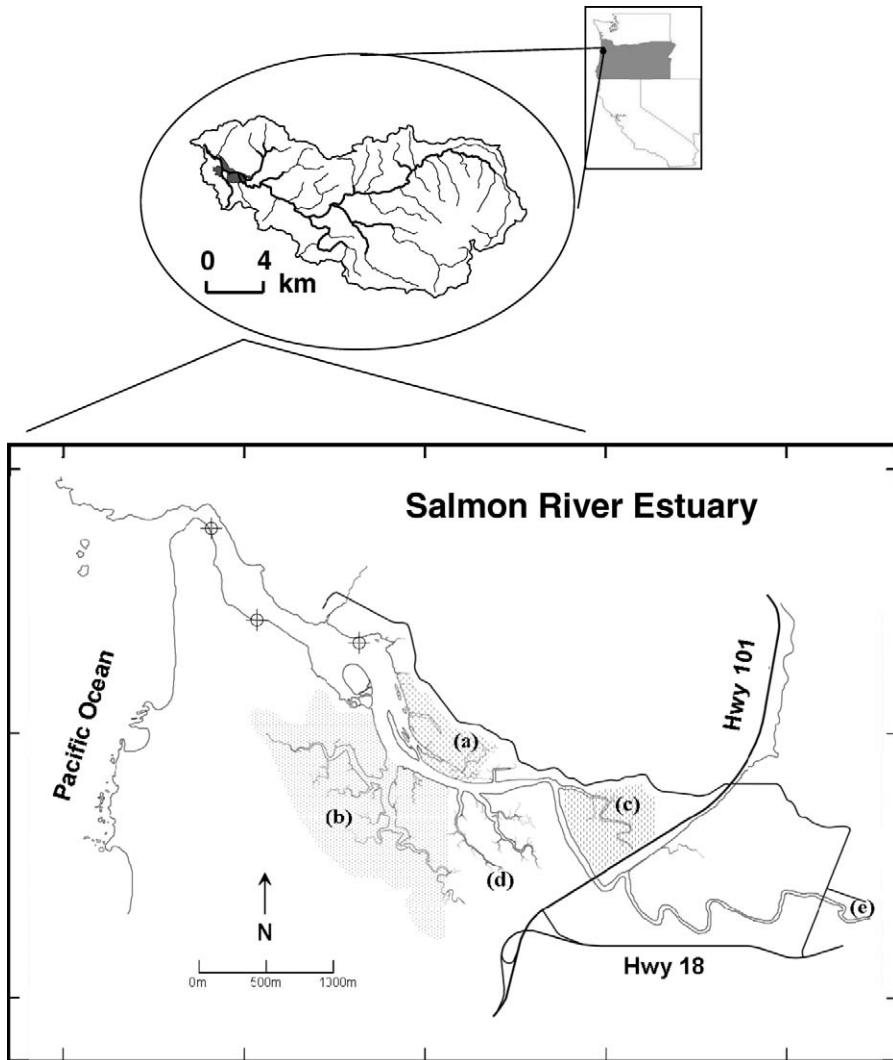 0 4
km
Salmon River Estuary
Pacific Ocean
Hwy 101
(a)
(b)
(c)
(d)
(e)
N
0m 500m 1000m
Hwy 18